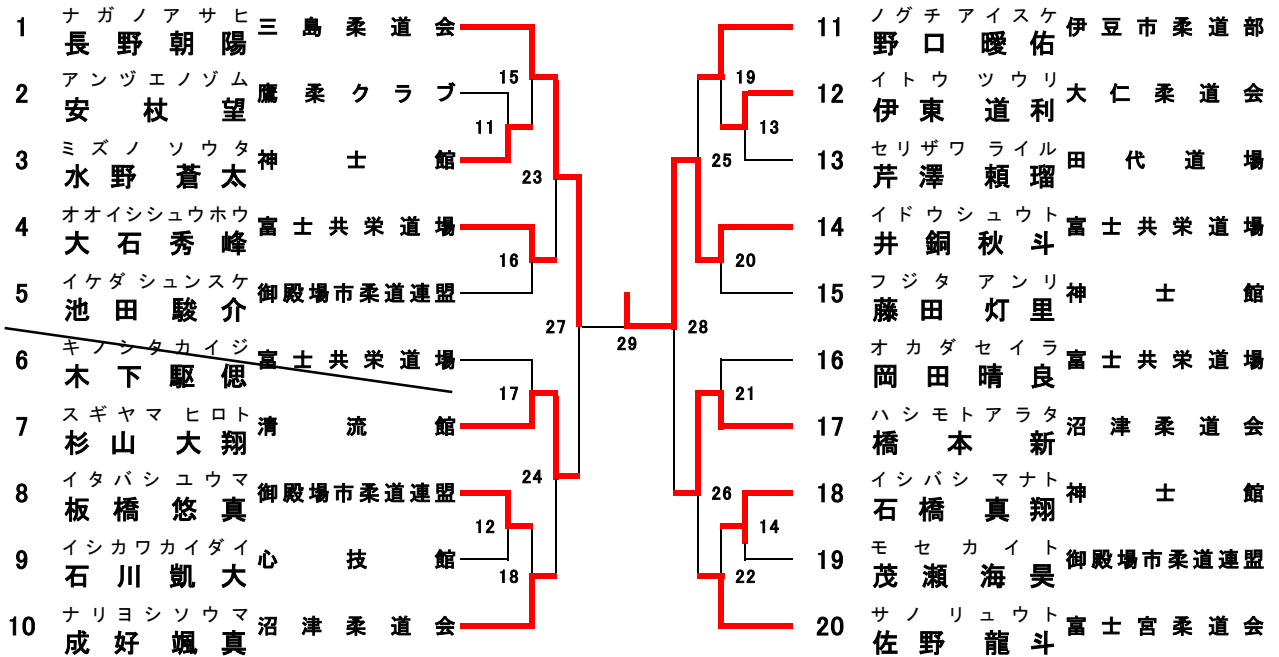 ナガノアサヒ
1 長野朝陽 三島柔道会
アンヅエノゾム
2 安杖望 鷹柔クラブ
ミズノ ソウタ
3 水野蒼太 神士館
オオイシシュウホウ
4 大石秀峰 富士共栄道場
イケダ シュンスケ
5 池田駿介 御殿場市柔道連盟
キノシタカイジ
6 木下駆偲 富士共栄道場
スギヤマ ヒロト
7 杉山大翔 清流館
イタバシ ユウマ
8 板橋悠真 御殿場市柔道連盟
イシカワカイダイ
9 石川凱大 心技館
ナリヨシソウマ
10 成好颯真 沼津柔道会
15
11
23
16
27
17
24
12
18
29
19
13
25
20
28
21
26
14
22
ノグチ アイスケ
11 野口曖佑 伊豆市柔道部
イトウ ツウリ
12 伊東道利 大仁柔道会
セリザワ ライル
13 芹澤頼瑠 田代道場
イドウシュウト
14 井銅秋斗 富士共栄道場
フジタ アンリ
15 藤田灯里 神士館
オカダセイラ
16 岡田晴良 富士共栄道場
ハシモトアラタ
17 橋本新 沼津柔道会
イシバシ マナト
18 石橋真翔 神士館
モセカイト
19 茂瀬海昊 御殿場市柔道連盟
サノ リュウト
20 佐野龍斗 富士宮柔道会